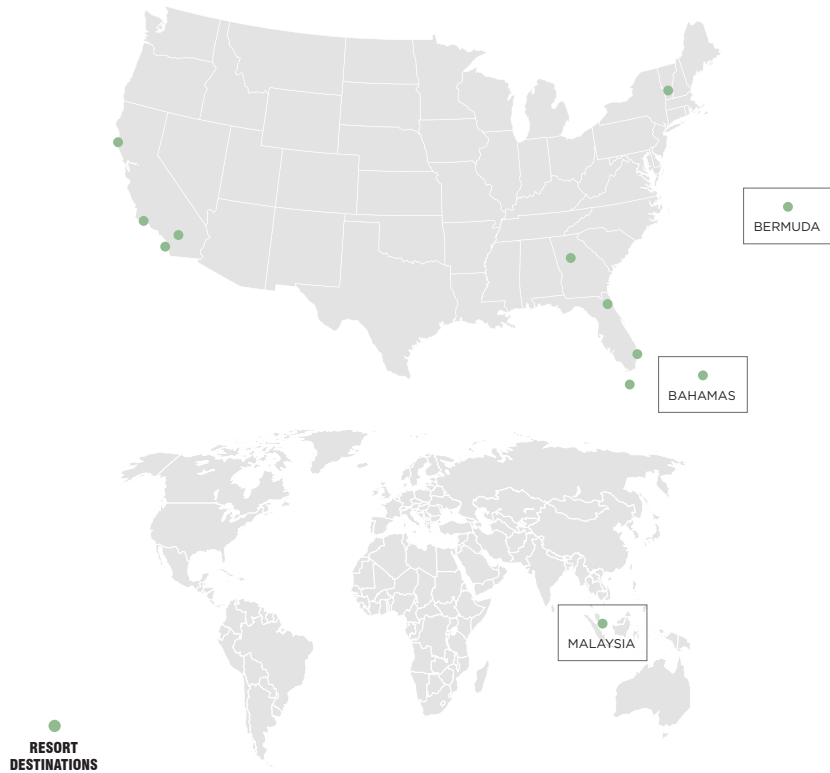 BERMUDA
BAHAMAS
MALAYSIA
RESORT
DESTINATIONS